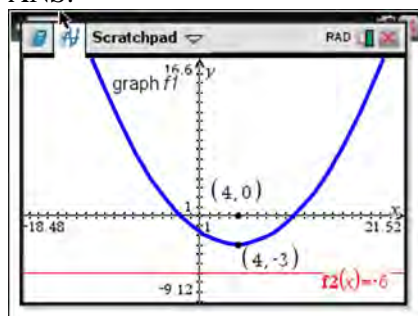 Scratchpad
RAD
16.6 y
graph f1
(4,0)
1
x
-18.48
1
21.52
(4,-3)
f2(x)=-6
-9.12